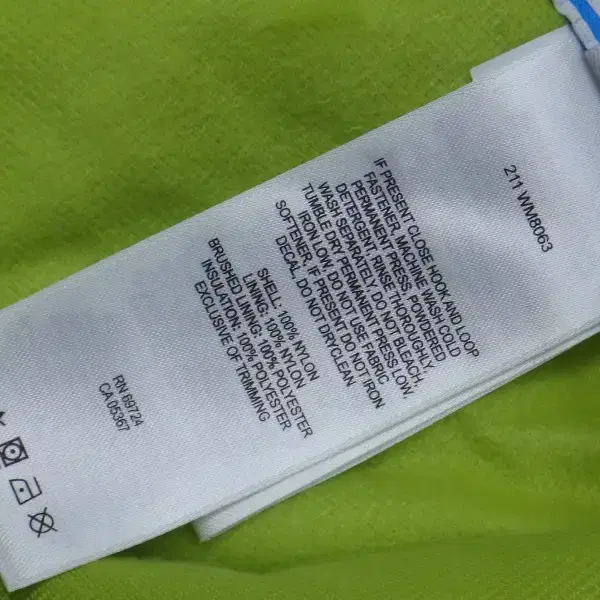 211 WM8063
IF PRESENT CLOSE HOOK AND LOOP
FASTENER, MACHINE WASH COLD
PERMANENT PRESS, POWDERED
DETERGENT, RINSE THOROUGHLY.
WASH SEPARATELY, DO NOT BLEACH,
TUMBLE DRY, PERMANENT PRESS LOW,
IRON LOW, DO NOT USE FABRIC
SOFTENER, IF PRESENT DO NOT IRON
DECAL, DO NOT DRYCLEAN
SHELL: 100% NYLON
LINING: 100% NYLON
BRUSHED LINING: 100% POLYESTER
INSULATION: 100% POLYESTER
EXCLUSIVE OF TRIMMING
RN 69724
CA 05367